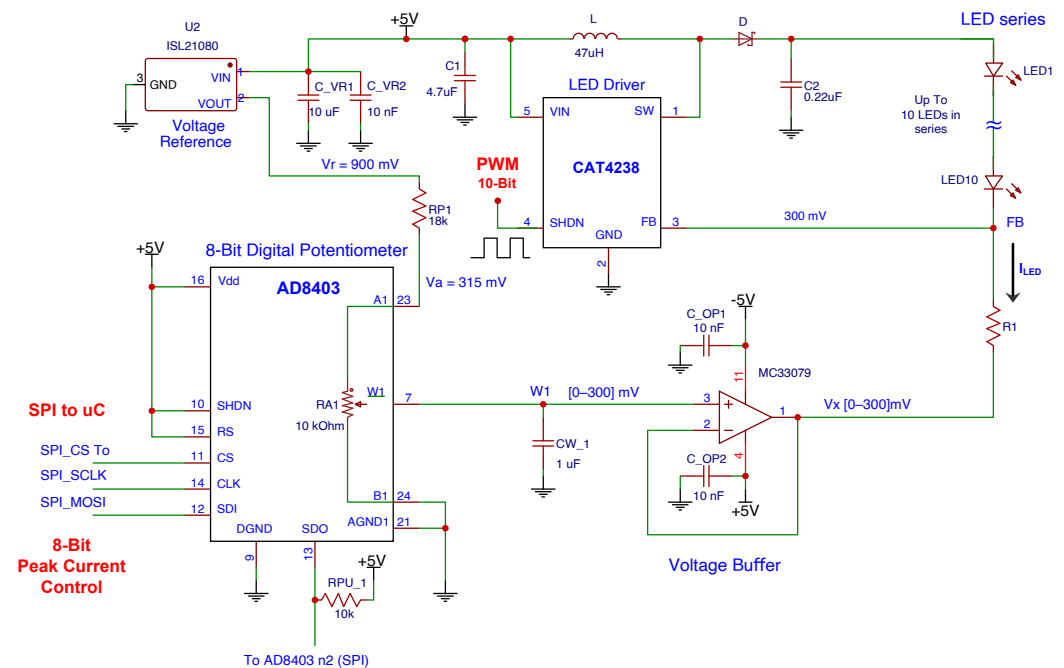 U2
ISL21080
3
GND
VIN
1
VOUT
2
Voltage
Reference
C_VR1
10 uF
C_VR2
10 nF
+5V
C1
4.7uF
L
47uH
D
C2
0.22uF
LED series
LED1
Up To
10 LEDs in
series
LED10
LED Driver
5
VIN
SW
1
CAT4238
PWM
10-Bit
4
SHDN
FB
3
GND
2
300 mV
FB
ILED
R1
Vr = 900 mV
RP1
18k
Va = 315 mV
8-Bit Digital Potentiometer
+5V
16
Vdd
AD8403
A1
23
W1
7
RA1
10 kOhm
10
SHDN
15
RS
11
CS
14
CLK
12
SDI
B1
24
AGND1
21
DGND
SDO
9
13
SPI to uC
SPI_CS To
SPI_SCLK
SPI_MOSI
8-Bit
Peak Current
Control
+5V
RPU_1
10k
To AD8403 n2 (SPI)
W1
[0–300] mV
CW_1
1 uF
-5V
C_OP1
10 nF
11
MC33079
3
2
1
4
Vx [0–300]mV
C_OP2
10 nF
+5V
Voltage Buffer